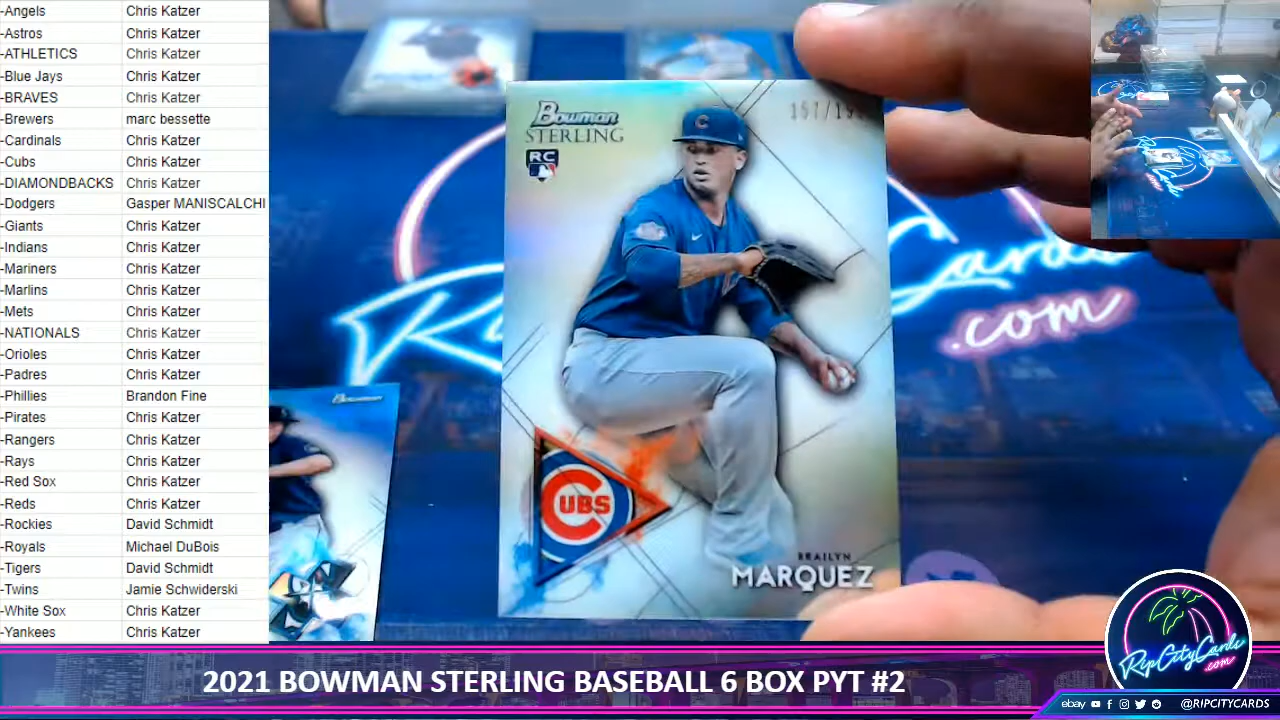 -Angels Chris Katzer
-Astros Chris Katzer
-ATHLETICS Chris Katzer
-Blue Jays Chris Katzer
-BRAVES Chris Katzer
-Brewers marc bessette
-Cardinals Chris Katzer
-Cubs Chris Katzer
-DIAMONDBACKS Chris Katzer
-Dodgers Gasper MANISCALCHI
-Giants Chris Katzer
-Indians Chris Katzer
-Mariners Chris Katzer
-Marlins Chris Katzer
-Mets Chris Katzer
-NATIONALS Chris Katzer
-Orioles Chris Katzer
-Padres Chris Katzer
-Phillies Brandon Fine
-Pirates Chris Katzer
-Rangers Chris Katzer
-Rays Chris Katzer
-Red Sox Chris Katzer
-Reds Chris Katzer
-Rockies David Schmidt
-Royals Michael DuBois
-Tigers David Schmidt
-Twins Jamie Schwiderski
-White Sox Chris Katzer
-Yankees Chris Katzer
Bowman
STERLING
RC
C
CUBS
BRAILYN
MARQUEZ
Cards
.com
Bowman
RipCityCards
.com
2021 BOWMAN STERLING BASEBALL 6 BOX PYT #2
ebay @RIPCITYCARDS